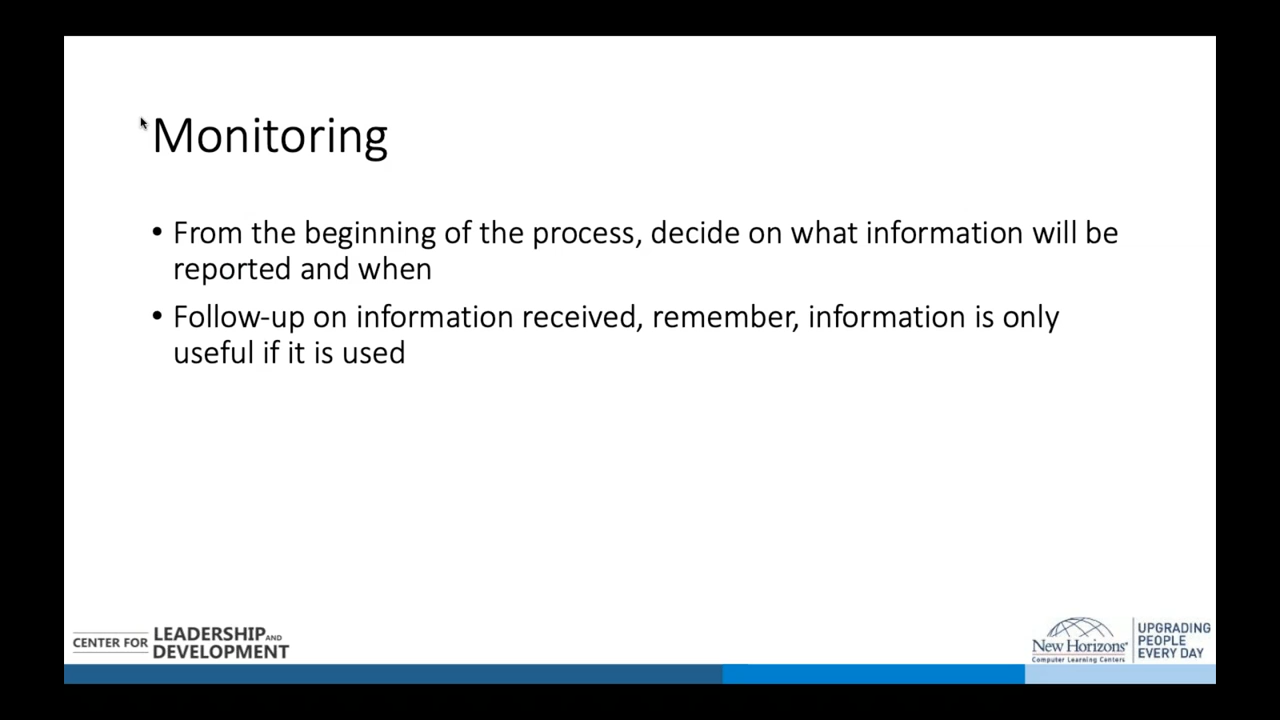 Monitoring
• From the beginning of the process, decide on what information will be
reported and when
• Follow-up on information received, remember, information is only
useful if it is used
CENTER FOR LEADERSHIP AND
DEVELOPMENT
New Horizons®
Computer Learning Centers
UPGRADING
PEOPLE
EVERY DAY